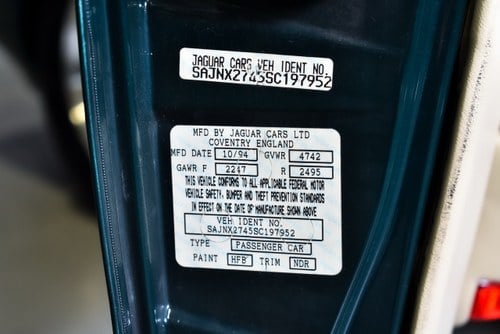 JAGUAR CARS VEH IDENT NO.
SAJNX2745SC197952
MFD BY JAGUAR CARS LTD
COVENTRY ENGLAND
MFD DATE 10/94 GVWR 4742
GAWR F 2247 R 2495
THIS VEHICLE CONFORMS TO ALL APPLICABLE FEDERAL MOTOR
VEHICLE SAFETY, BUMPER AND THEFT PREVENTION STANDARDS
IN EFFECT ON THE DATE OF MANUFACTURE SHOWN ABOVE
VEH IDENT NO.
SAJNX2745SC197952
TYPE PASSENGER CAR
PAINT HFB TRIM NDR